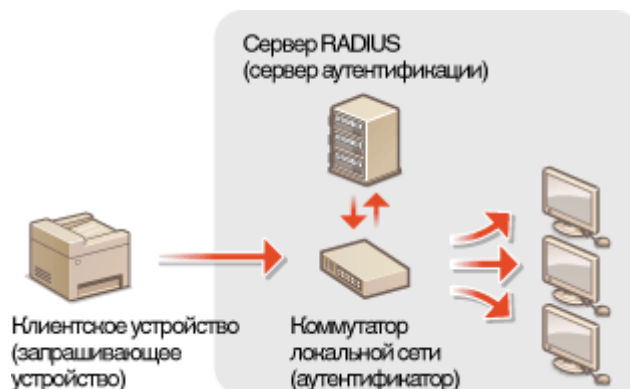 Сервер RADIUS
(сервер аутентификации)
Клиентское устройство
(запрашивающее
устройство)
Коммутатор
локальной сети
(аутентификатор)